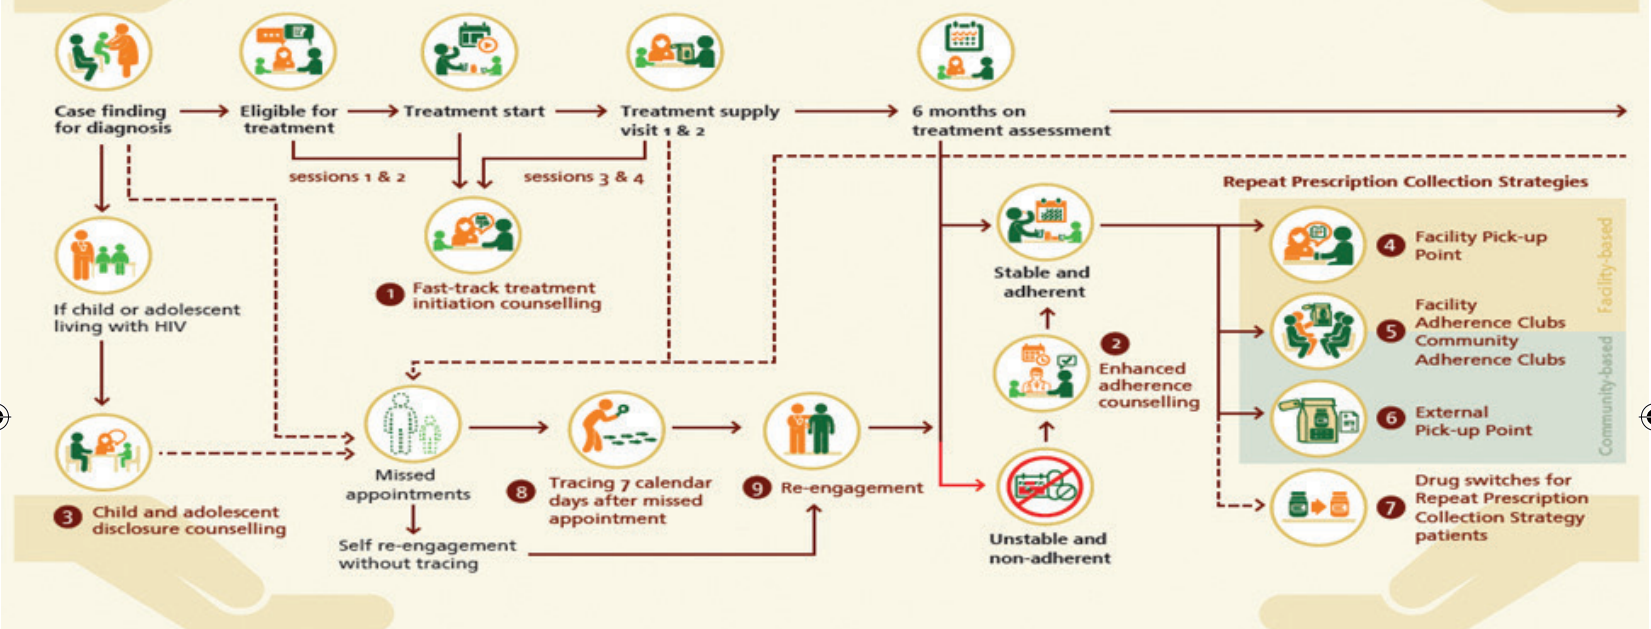 Case finding
for diagnosis
Eligible for
treatment
Treatment start
Treatment supply
visit 1 & 2
6 months on
treatment assessment
sessions 1 & 2
sessions 3 & 4
1 Fast-track treatment
initiation counselling
If child or adolescent
living with HIV
3 Child and adolescent
disclosure counselling
Missed
appointments
Self re-engagement
without tracing
8 Tracing 7 calendar
days after missed
appointment
9 Re-engagement
Stable and
adherent
2
Enhanced
adherence
counselling
Unstable and
non-adherent
Repeat Prescription Collection Strategies
Facility-based
4 Facility Pick-up
Point
5 Facility
Adherence Clubs
Community
Adherence Clubs
Community-based
6 External
Pick-up Point
7 Drug switches for
Repeat Prescription
Collection Strategy
patients